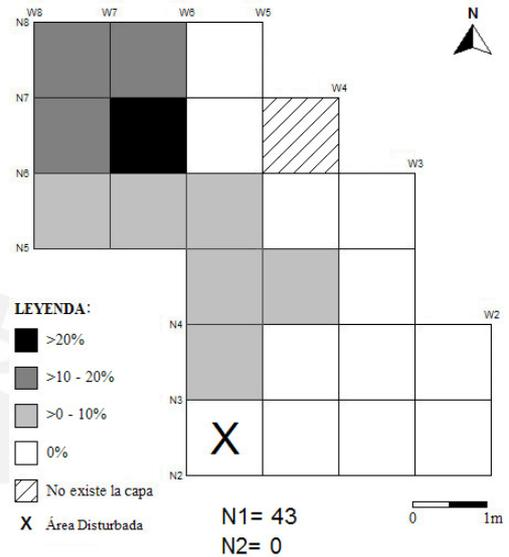 W8 W7 W6 W5
N
N8
N7
W4
N6
W3
N5
LEYENDA:
W2
N4
>20%
>10 - 20%
N3
>0 - 10%
0%
X
N2
No existe la capa
X Área Disturbada
N1= 43
0 1m
N2= 0